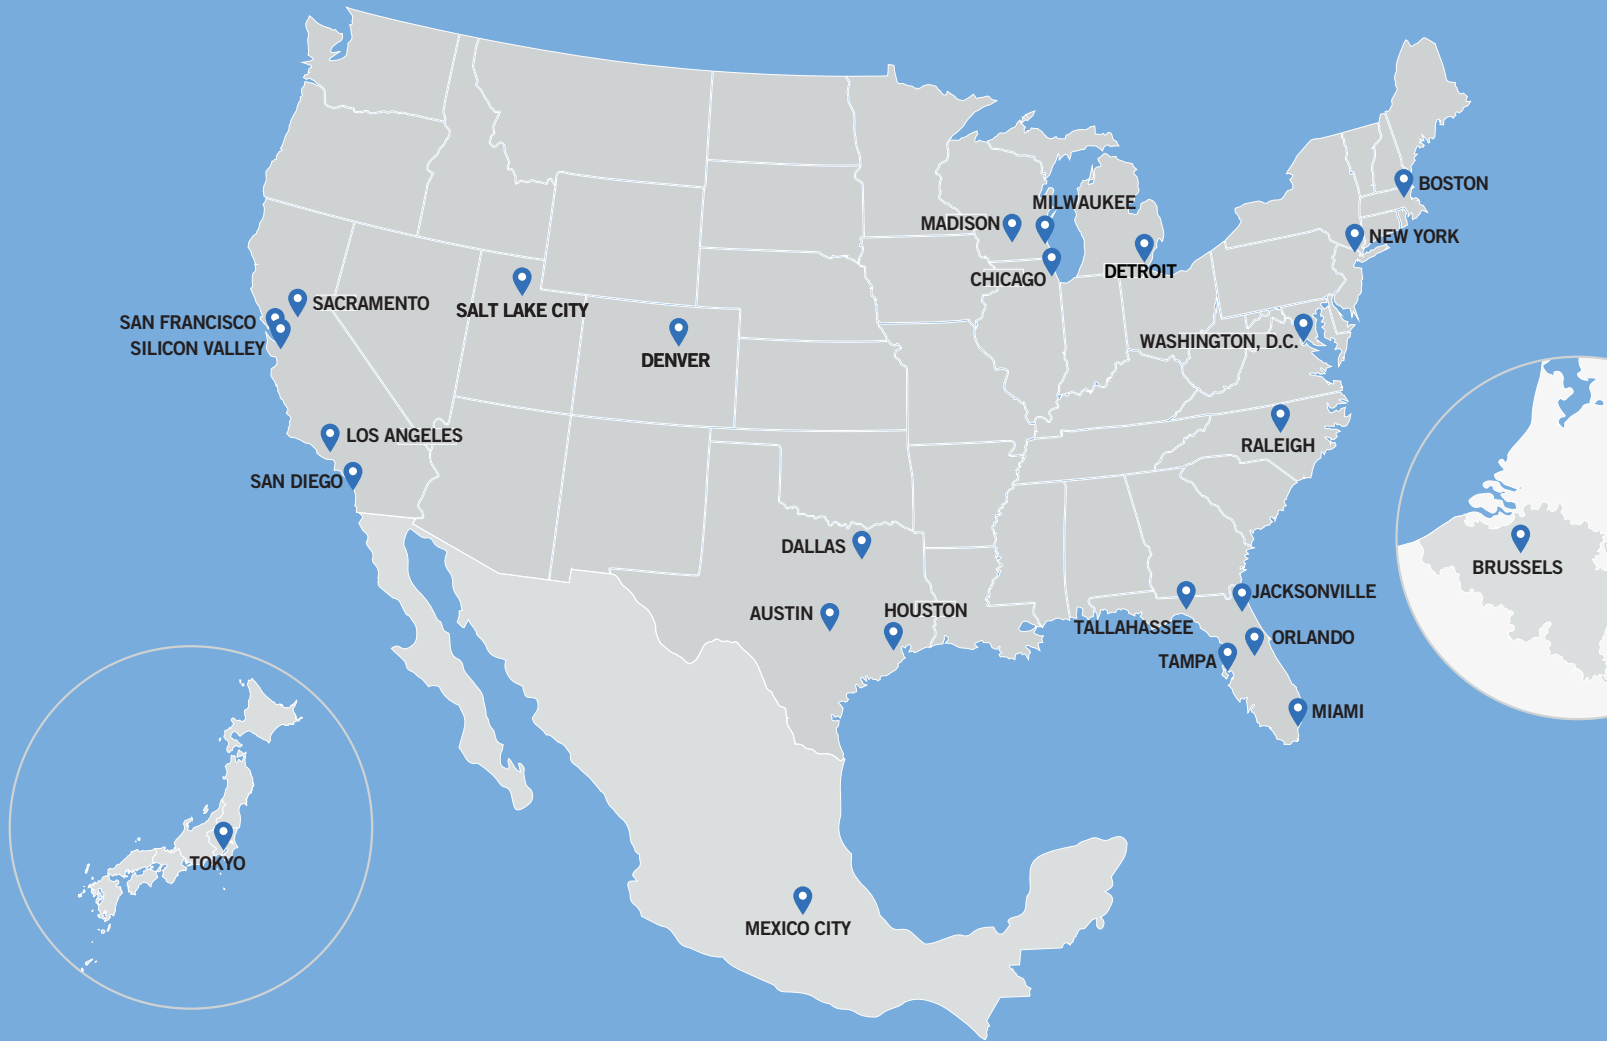 BOSTON
MILWAUKEE
MADISON
NEW YORK
DETROIT
CHICAGO
SACRAMENTO
SALT LAKE CITY
SAN FRANCISCO
WASHINGTON, D.C.
SILICON VALLEY
DENVER
LOS ANGELES
RALEIGH
SAN DIEGO
DALLAS
BRUSSELS
JACKSONVILLE
HOUSTON
AUSTIN
TALLAHASSEE
ORLANDO
TAMPA
MIAMI
TOKYO
MEXICO CITY